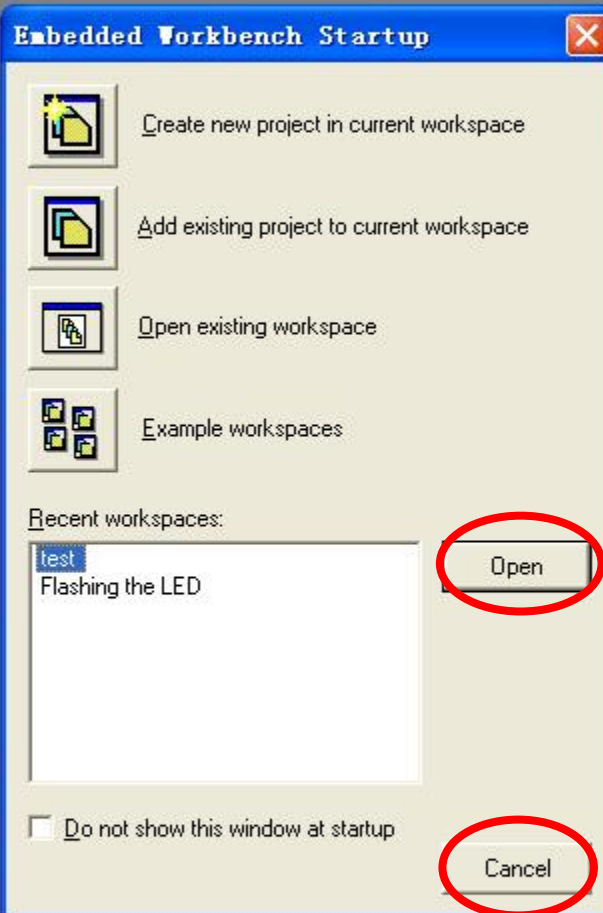 Embedded Workbench Startup
Create new project in current workspace
Add existing project to current workspace
Open existing workspace
Example workspaces
Recent workspaces:
test
Flashing the LED
Open
Do not show this window at startup
Cancel